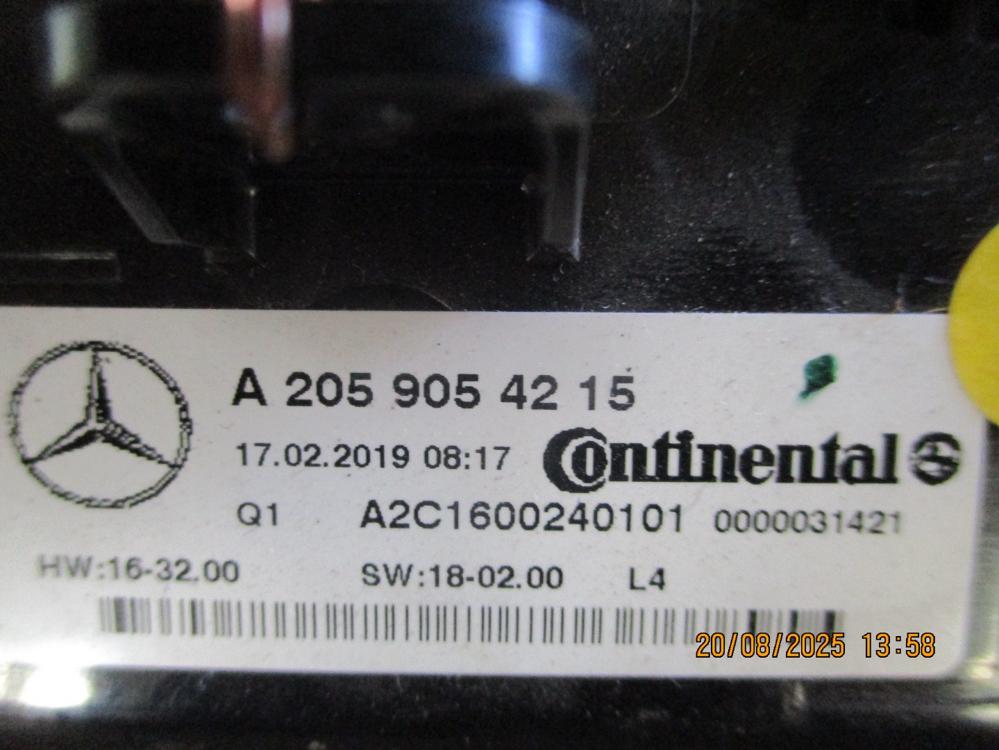 A 205 905 42 15
17.02.2019 08:17 Continental
Q1 A2C1600240101 0000031421
HW:16-32.00 SW:18-02.00 L4
20/08/2025 13:58